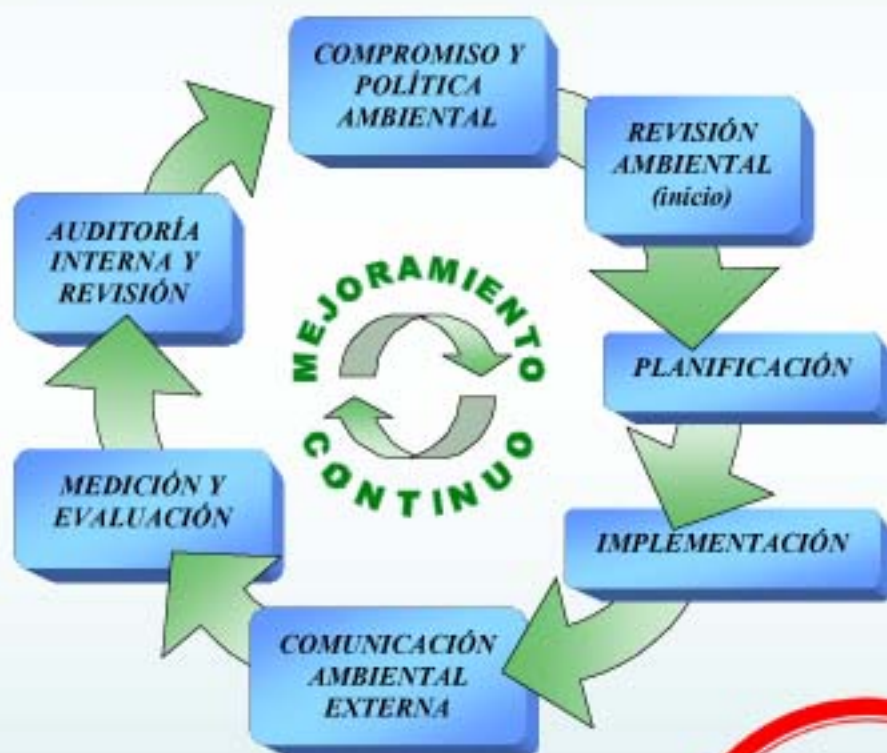 COMPROMISO Y
POLÍTICA
AMBIENTAL
REVISIÓN
AMBIENTAL
(inicio)
PLANIFICACIÓN
IMPLEMENTACIÓN
COMUNICACIÓN
AMBIENTAL
EXTERNA
MEDICIÓN Y
EVALUACIÓN
AUDITORÍA
INTERNA Y
REVISIÓN
MEJORAMIENTO
CONTINUO